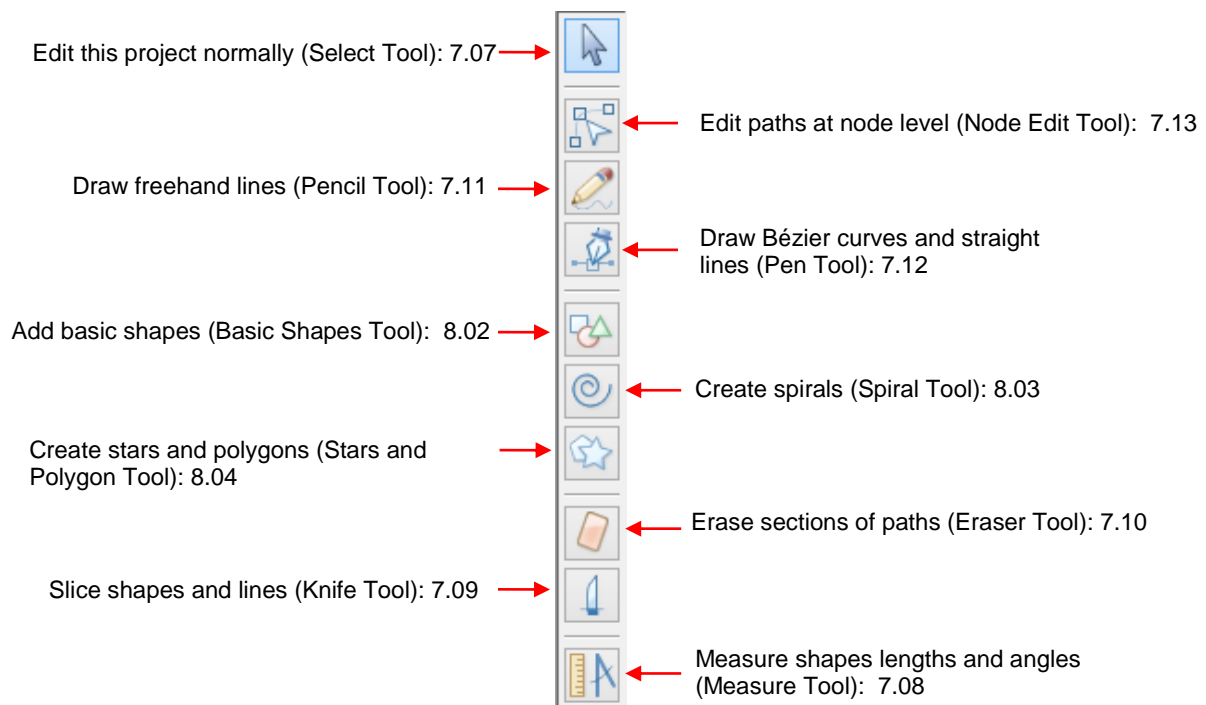 Edit this project normally (Select Tool): 7.07
Edit paths at node level (Node Edit Tool):  7.13
Draw freehand lines (Pencil Tool): 7.11
Draw Bézier curves and straight
lines (Pen Tool): 7.12
Add basic shapes (Basic Shapes Tool):  8.02
Create spirals (Spiral Tool): 8.03
Create stars and polygons (Stars and
Polygon Tool): 8.04
Erase sections of paths (Eraser Tool): 7.10
Slice shapes and lines (Knife Tool): 7.09
Measure shapes lengths and angles
(Measure Tool):  7.08